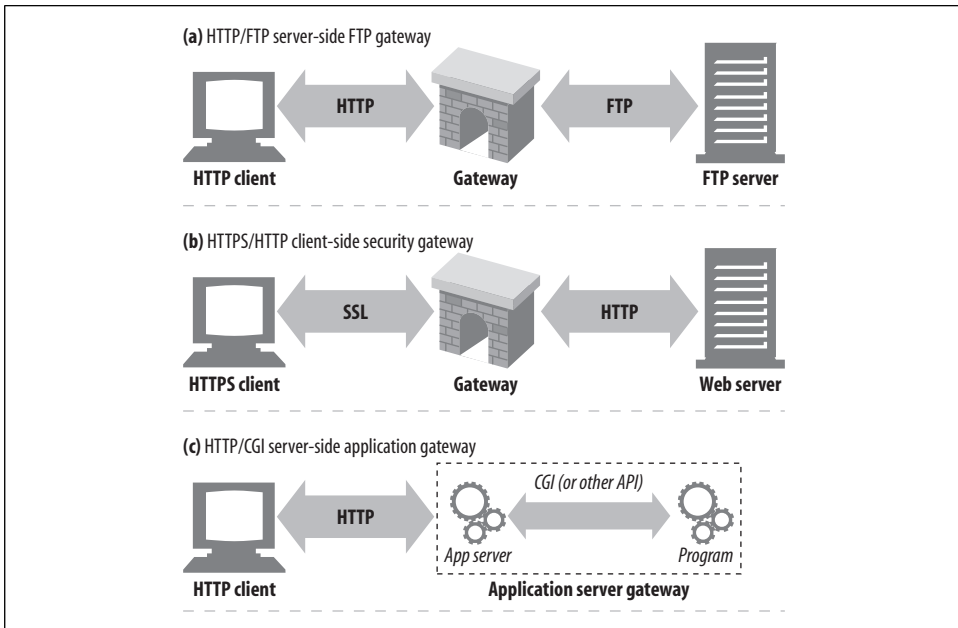 (a) HTTP/FTP server-side FTP gateway
HTTP
FTP
HTTP client
Gateway
FTP server
(b) HTTPS/HTTP client-side security gateway
SSL
HTTP
HTTPS client
Gateway
Web server
(c) HTTP/CGI server-side application gateway
CGI (or other API)
HTTP
App server
Program
HTTP client
Application server gateway